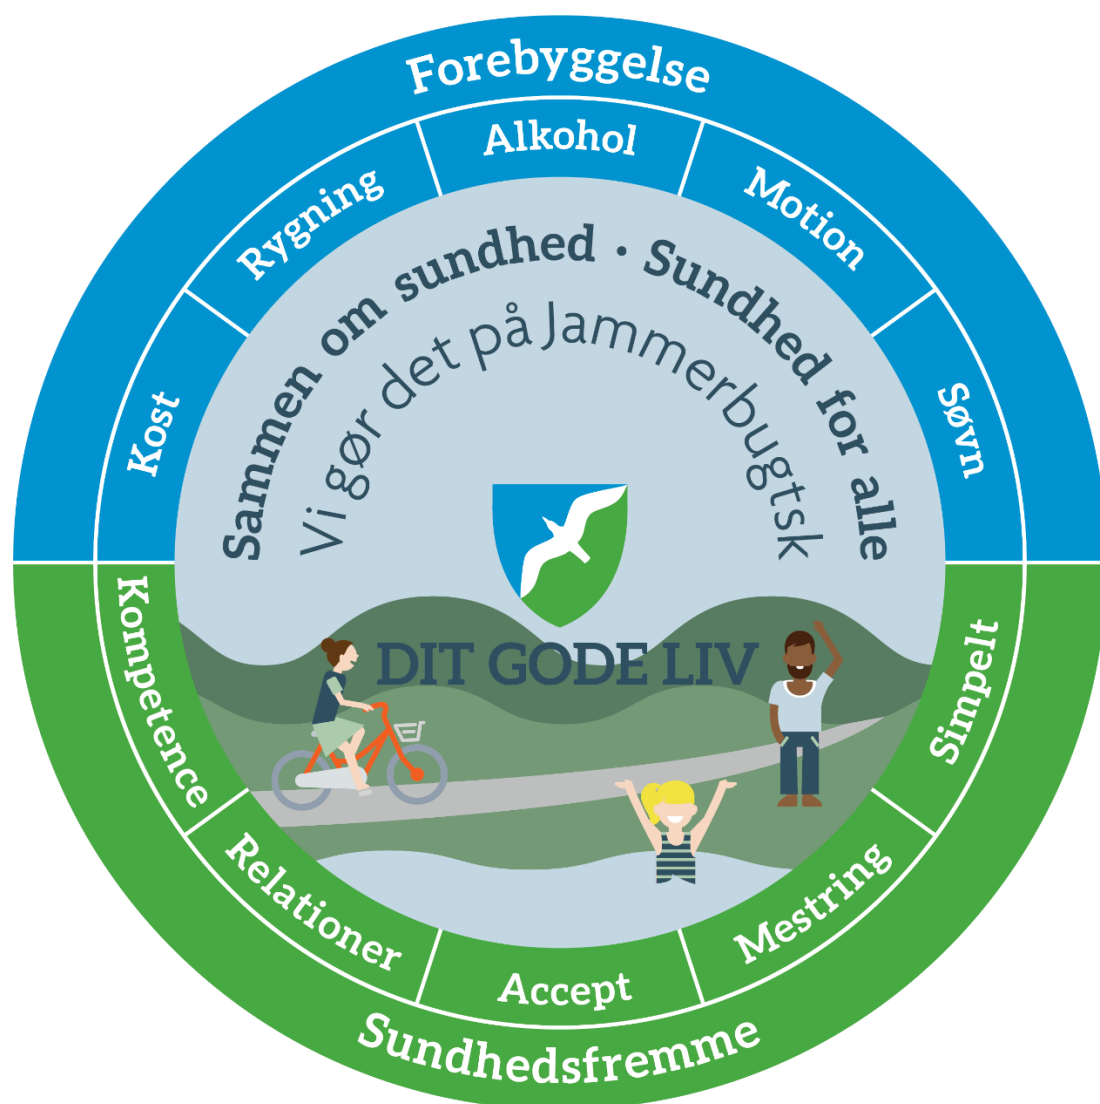 Forebyggelse
Kost
Rygning
Alkohol
Motion
Søvn
Sammen om sundhed · Sundhed for alle
Vi gør det på Jammerbugtsk
DIT GODE LIV
Kompetence
Relationer
Accept
Mestring
Simpelt
Sundhedsfremme